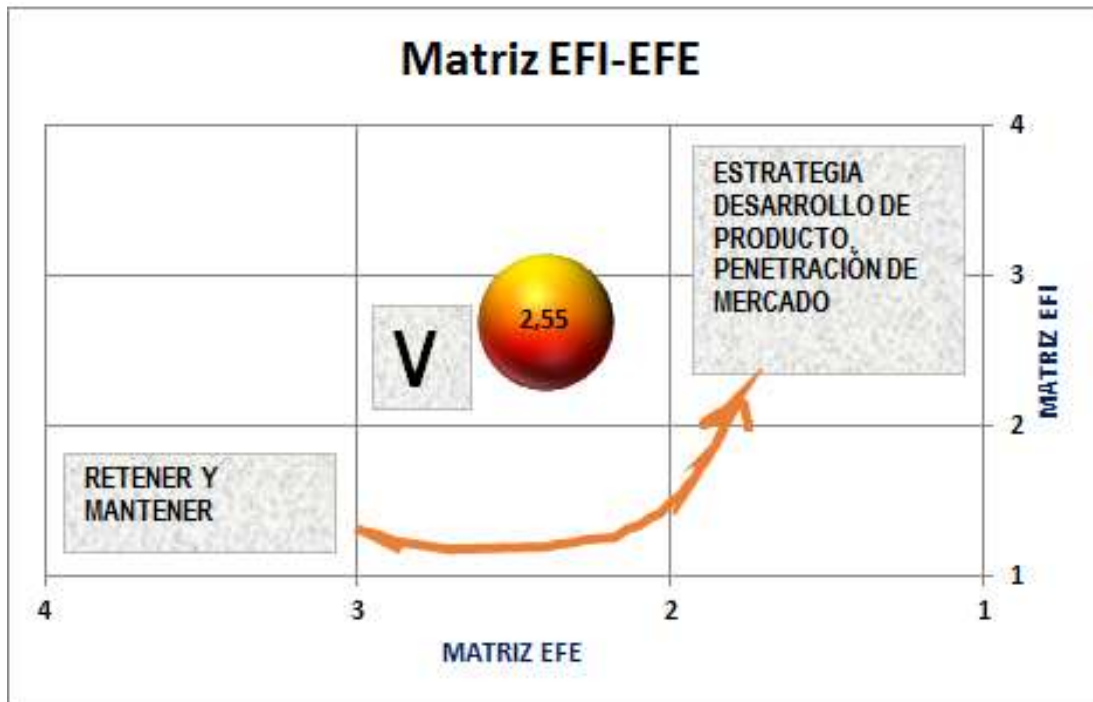 Matriz EFI-EFE
4
ESTRATEGIA
DESARROLLO DE
PRODUCTO,
PENETRACIÓN DE
MERCADO
3
2,55
V
MATRIZ EFI
2
RETENER Y
MANTENER
1
4
3
2
1
MATRIZ EFE